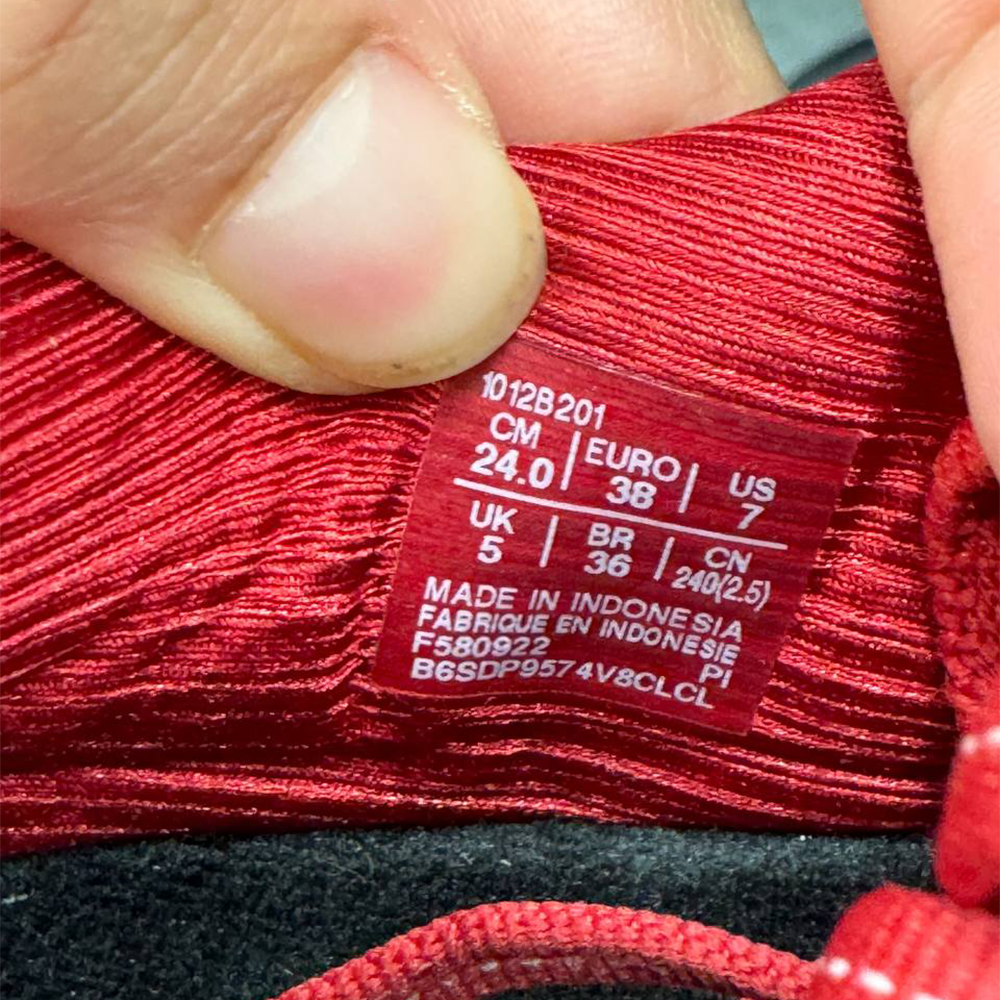 1012B201
CM | EURO | US
24.0 | 38 | 7
UK | BR | CN
5 | 36 | 240(2.5)
MADE IN INDONESIA
FABRIQUE EN INDONESIE
F580922 PI
B6SDP9574V8CLCL